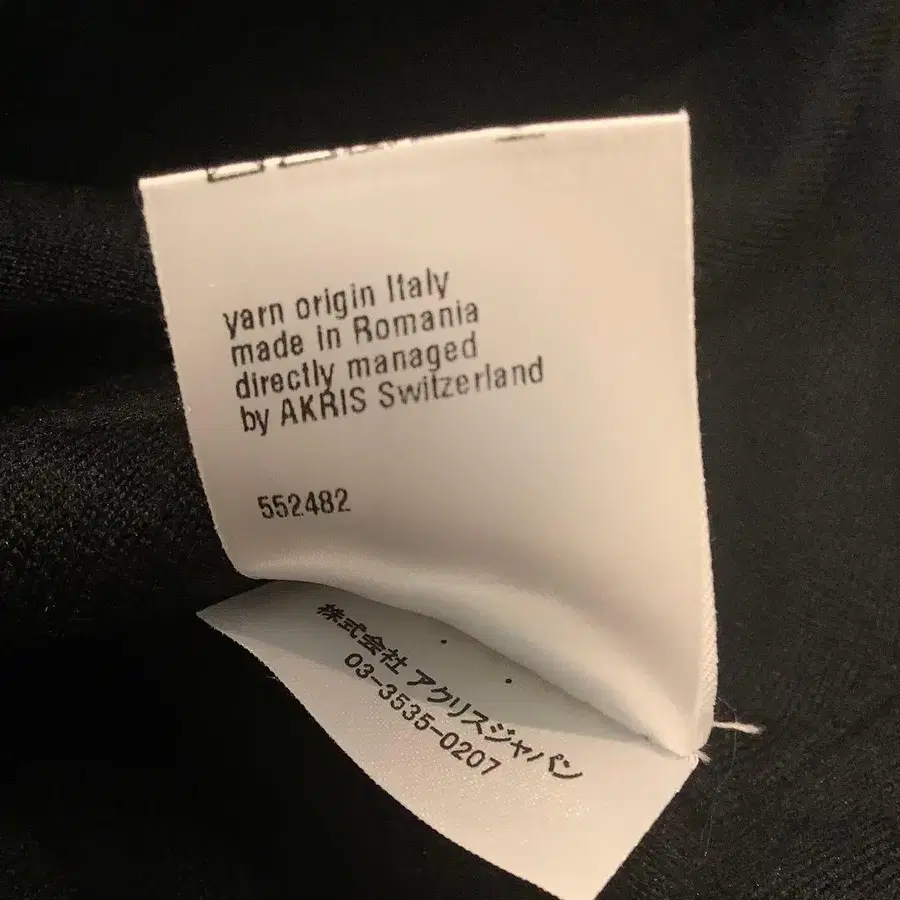 yarn origin Italy
made in Romania
directly managed
by AKRIS Switzerland
552482
株式会社 アクリスジャパン
03-3535-0207